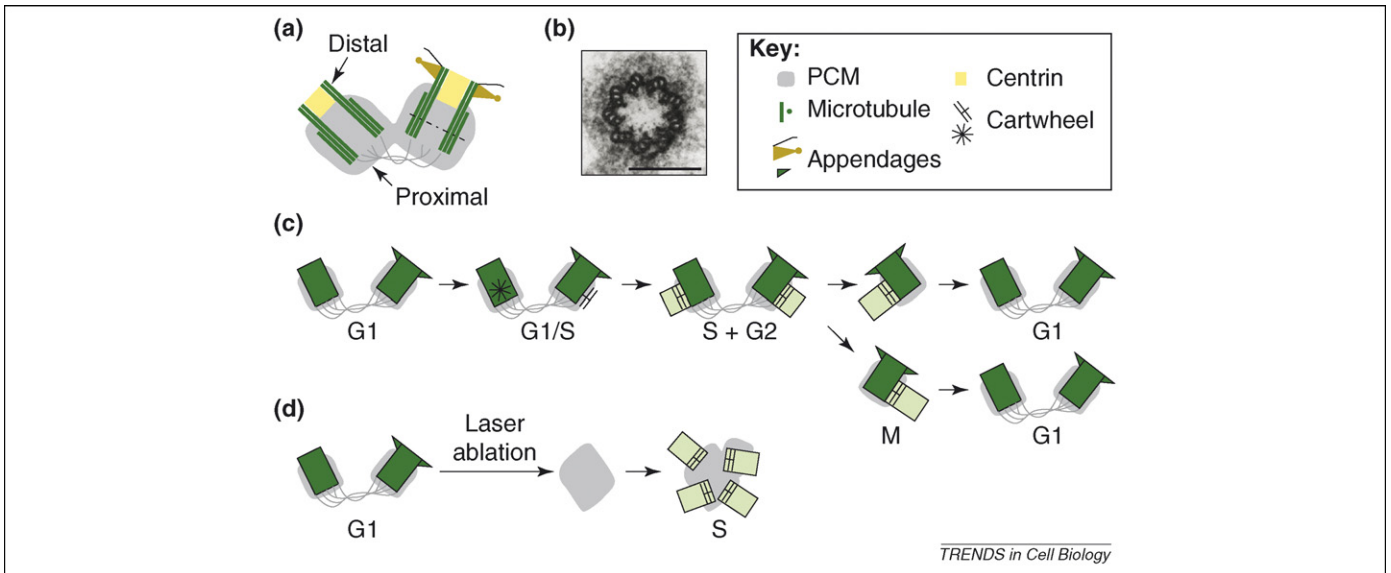 (a)
Distal
Proximal
(b)
Key:
PCM
Microtubule
Appendages
Centrin
Cartwheel
(c)
G1
G1/S
S + G2
G1
M
G1
(d)
Laser
ablation
G1
S
TRENDS in Cell Biology